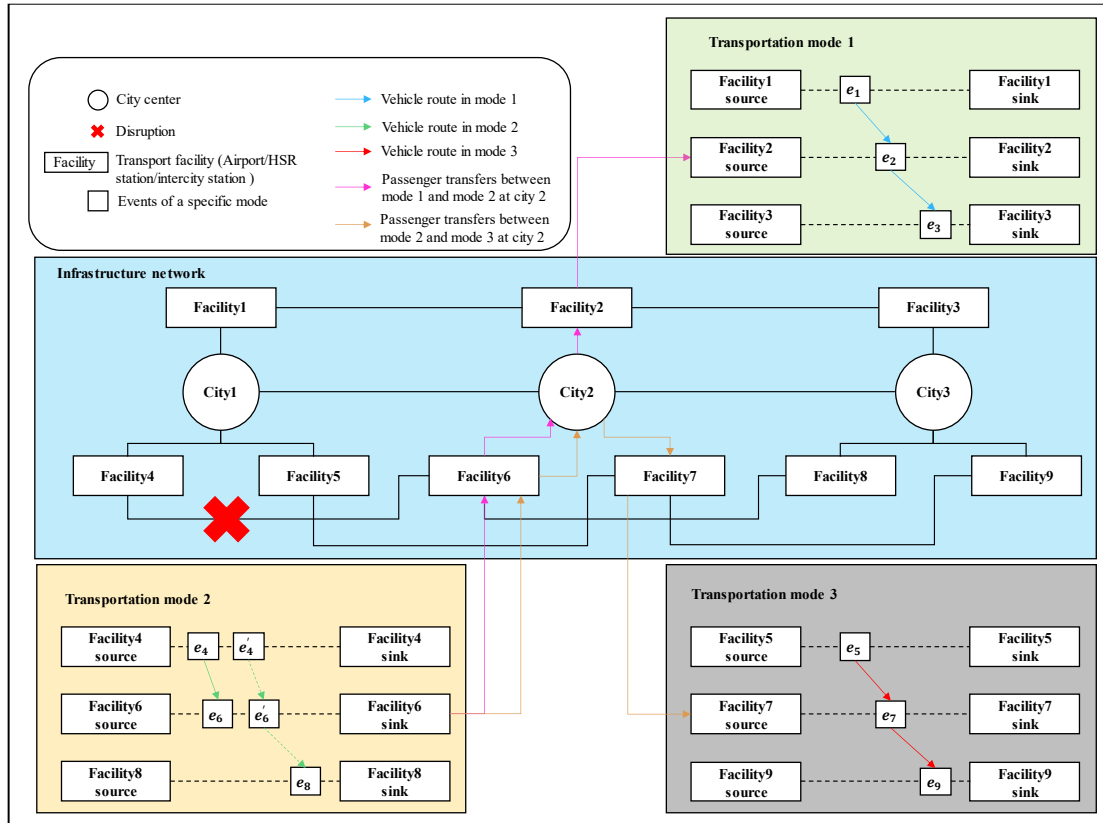 City center
Disruption
Facility
Transport facility (Airport/HSR
station/intercity station )
Events of a specific mode
Vehicle route in mode 1
Vehicle route in mode 2
Vehicle route in mode 3
Passenger transfers between
mode 1 and mode 2 at city 2
Passenger transfers between
mode 2 and mode 3 at city 2
Transportation mode 1
Facility1
source
e₁
Facility1
sink
Facility2
source
e₂
Facility2
sink
Facility3
source
e₃
Facility3
sink
Infrastructure network
Facility1
Facility2
Facility3
City1
City2
City3
Facility4
Facility5
Facility6
Facility7
Facility8
Facility9
Transportation mode 2
Facility4
source
e₄
e₄′
Facility4
sink
Facility6
source
e₆
e₆′
Facility6
sink
Facility8
source
e₈
Facility8
sink
Transportation mode 3
Facility5
source
e₅
Facility5
sink
Facility7
source
e₇
Facility7
sink
Facility9
source
e₉
Facility9
sink